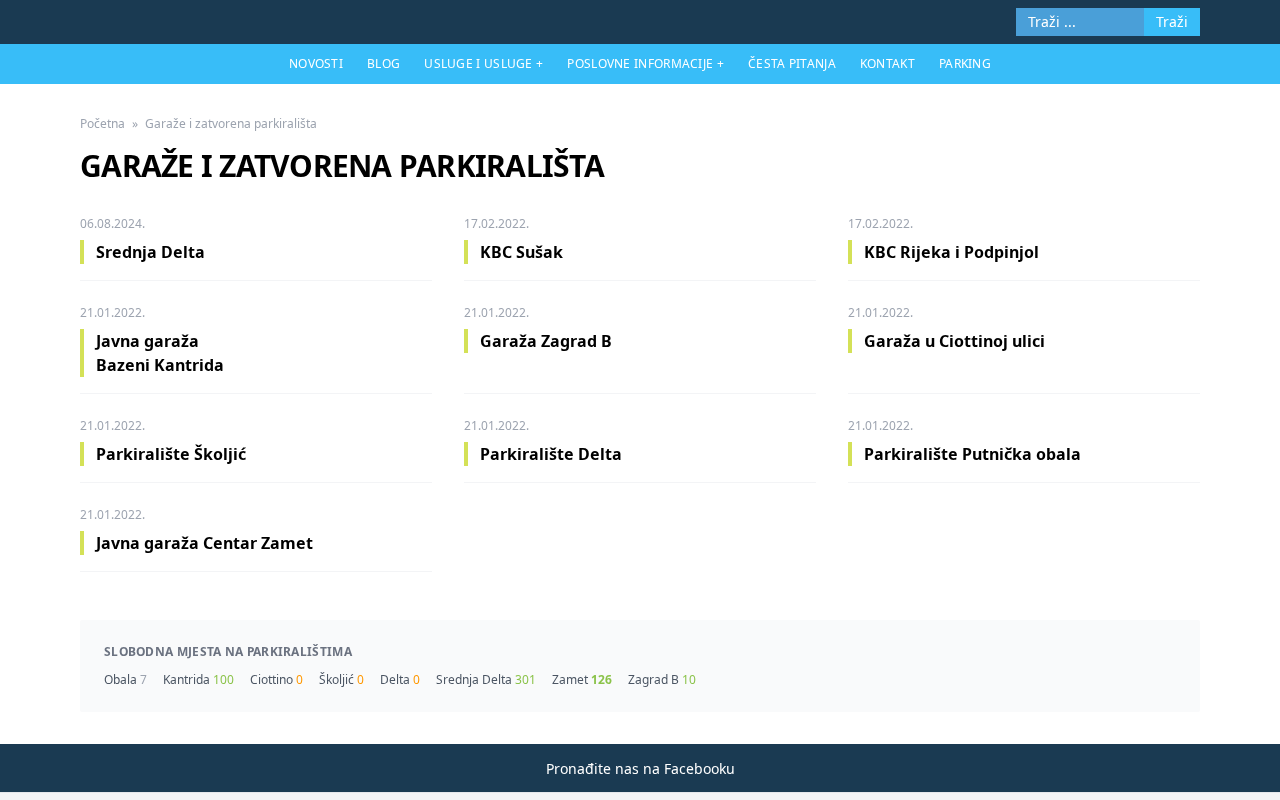 Traži ... Traži
NOVOSTI BLOG USLUGE I USLUGE + POSLOVNE INFORMACIJE + ČESTA PITANJA KONTAKT PARKING
Početna » Garaže i zatvorena parkirališta
GARAŽE I ZATVORENA PARKIRALIŠTA
06.08.2024.
Srednja Delta
17.02.2022.
KBC Sušak
17.02.2022.
KBC Rijeka i Podpinjol
21.01.2022.
Javna garaža
Bazeni Kantrida
21.01.2022.
Garaža Zagrad B
21.01.2022.
Garaža u Ciottinoj ulici
21.01.2022.
Parkiralište Školjić
21.01.2022.
Parkiralište Delta
21.01.2022.
Parkiralište Putnička obala
21.01.2022.
Javna garaža Centar Zamet
SLOBODNA MJESTA NA PARKIRALIŠTIMA
Obala 7 Kantrida 100 Ciottino 0 Školjić 0 Delta 0 Srednja Delta 301 Zamet 126 Zagrad B 10
Pronađite nas na Facebooku